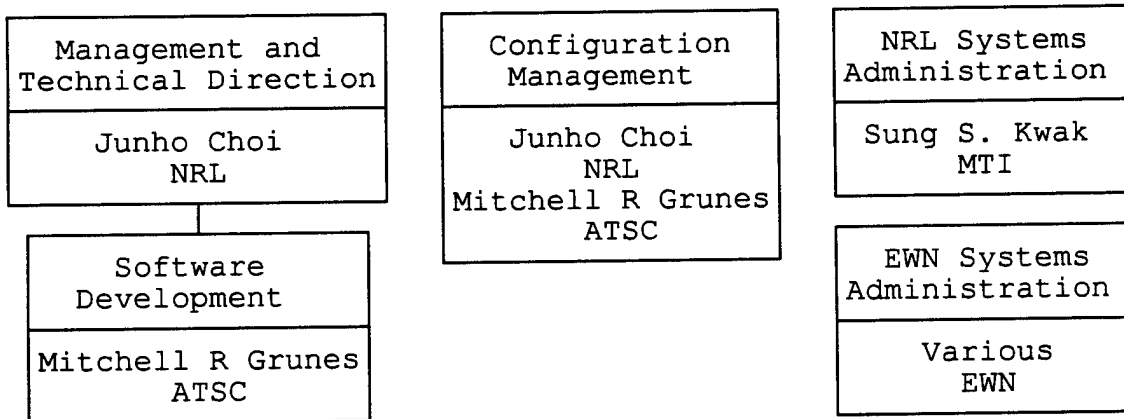 Management and
Technical Direction
Junho Choi
NRL
Software
Development
Mitchell R Grunes
ATSC
Configuration
Management
Junho Choi
NRL
Mitchell R Grunes
ATSC
NRL Systems
Administration
Sung S. Kwak
MTI
EWN Systems
Administration
Various
EWN